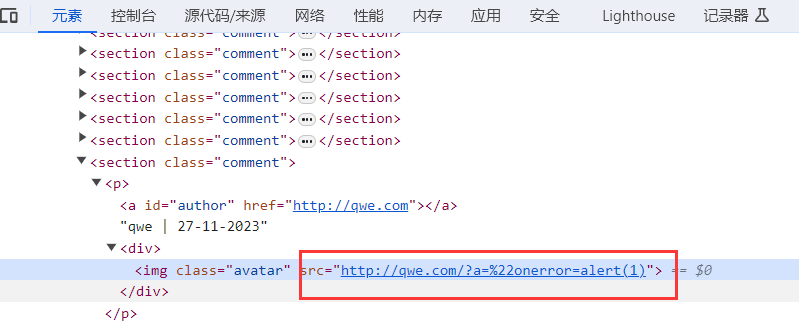 元素 控制台 源代码/来源 网络 性能 内存 应用 安全 Lighthouse 记录器
<section class="comment"> ••• </section>
<section class="comment"> ••• </section>
<section class="comment"> ••• </section>
<section class="comment"> ••• </section>
<section class="comment"> ••• </section>
<section class="comment"> ••• </section>
<section class="comment">
<p>
<a id="author" href="http://qwe.com"></a>
"qwe | 27-11-2023"
<div>
<img class="avatar" src="http://qwe.com/?a=%22onerror=alert(1)"> == $0
</div>
</p>